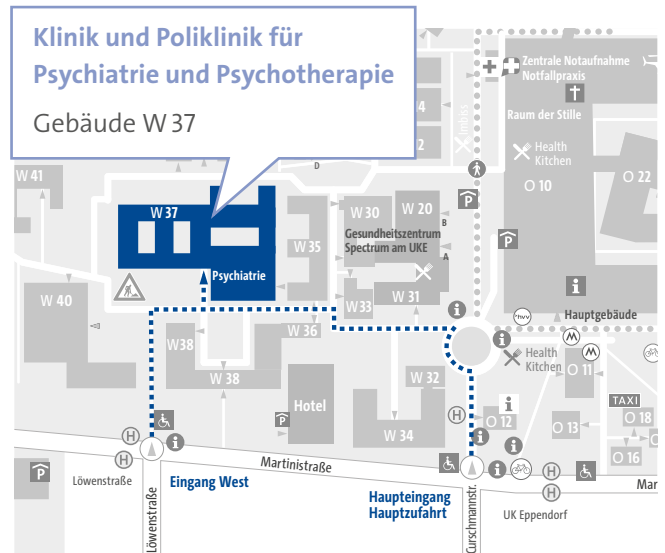 Klinik und Poliklinik für
Psychiatrie und Psychotherapie
Gebäude W 37
Zentrale Notaufnahme
Notfallpraxis
Raum der Stille
Imbiss
Health
Kitchen
O 10
O 22
W 41
D
W 37
W 30
W 20
B
Gesundheitszentrum
Spectrum am UKE
A
W 35
Psychiatrie
W 40
W 33
W 31
Hauptgebäude
hvv
W 36
W38
W 38
Health
Kitchen
O 11
W 32
Hotel
TAXI
O 12
O 13
O 18
W 34
O 16
H
H
H
H
H
Martinistraße
Mar
Löwenstraße
Eingang West
Haupteingang
Hauptzufahrt
UK Eppendorf
Löwenstraße
Curschmannstr.